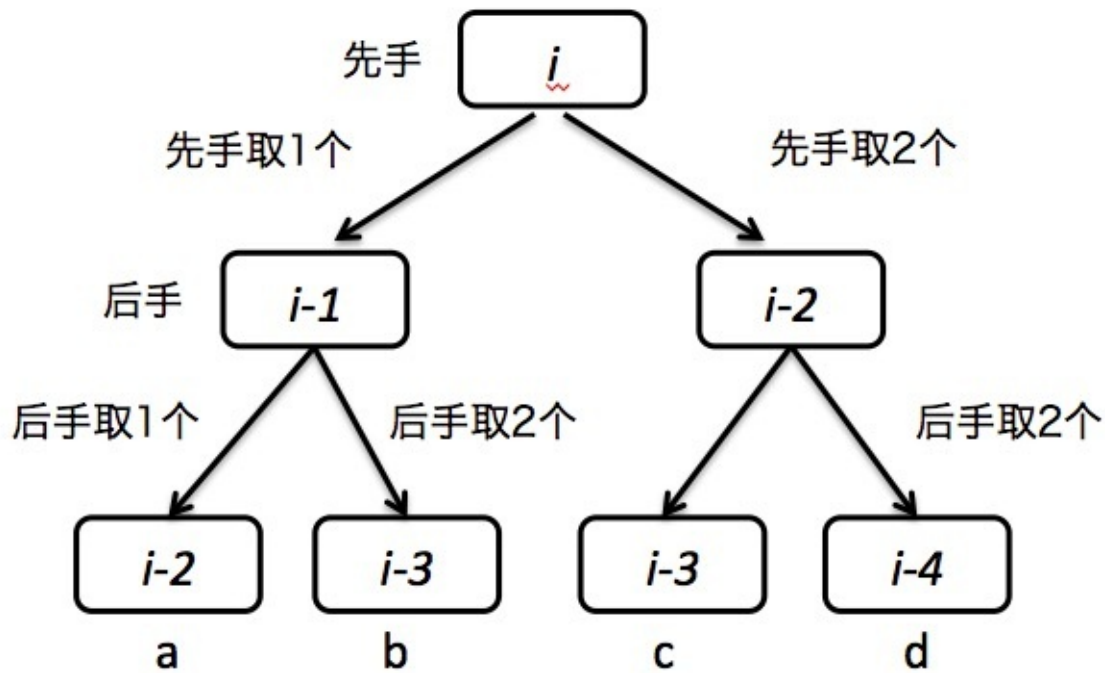 先手
i
先手取1个
先手取2个
后手
i-1
i-2
后手取1个
后手取2个
后手取2个
i-2
i-3
i-3
i-4
a
b
c
d